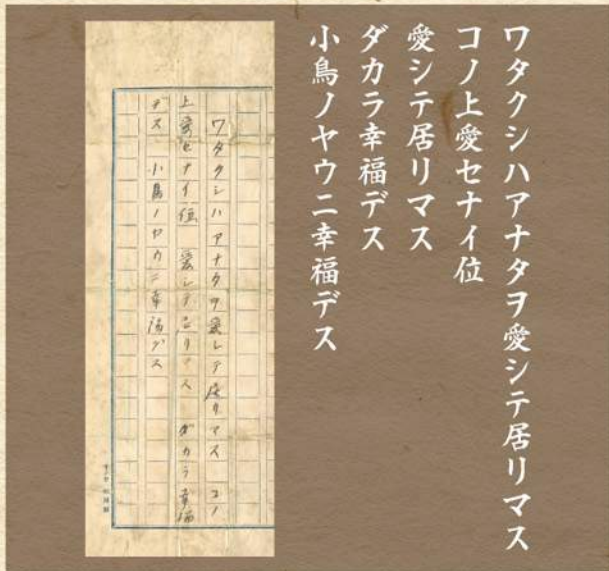 ワタクシハアナタヲ愛シテ居リマス
コノ上愛セナイ位
愛シテ居リマス
ダカラ幸福デス
小鳥ノヤウニ幸福デス
ワタクシハアナタヲ愛シテ居リマス コノ
上愛セナイ位 愛シテ居リマス ダカラ幸福
デス 小鳥ノヤウニ幸福デス